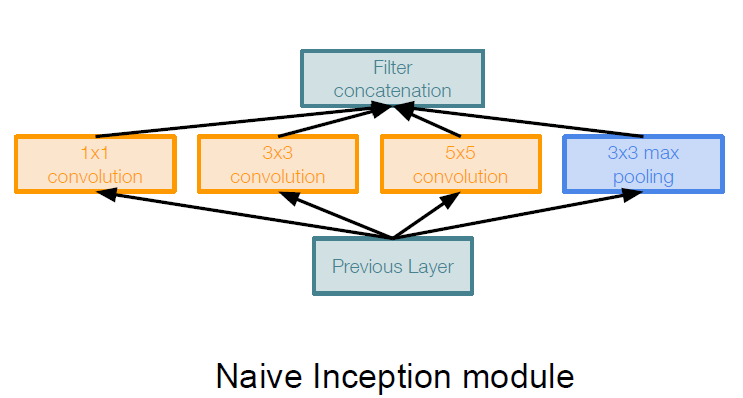 Filter
concatenation
1x1
convolution
3x3
convolution
5x5
convolution
3x3 max
pooling
Previous Layer
Naive Inception module